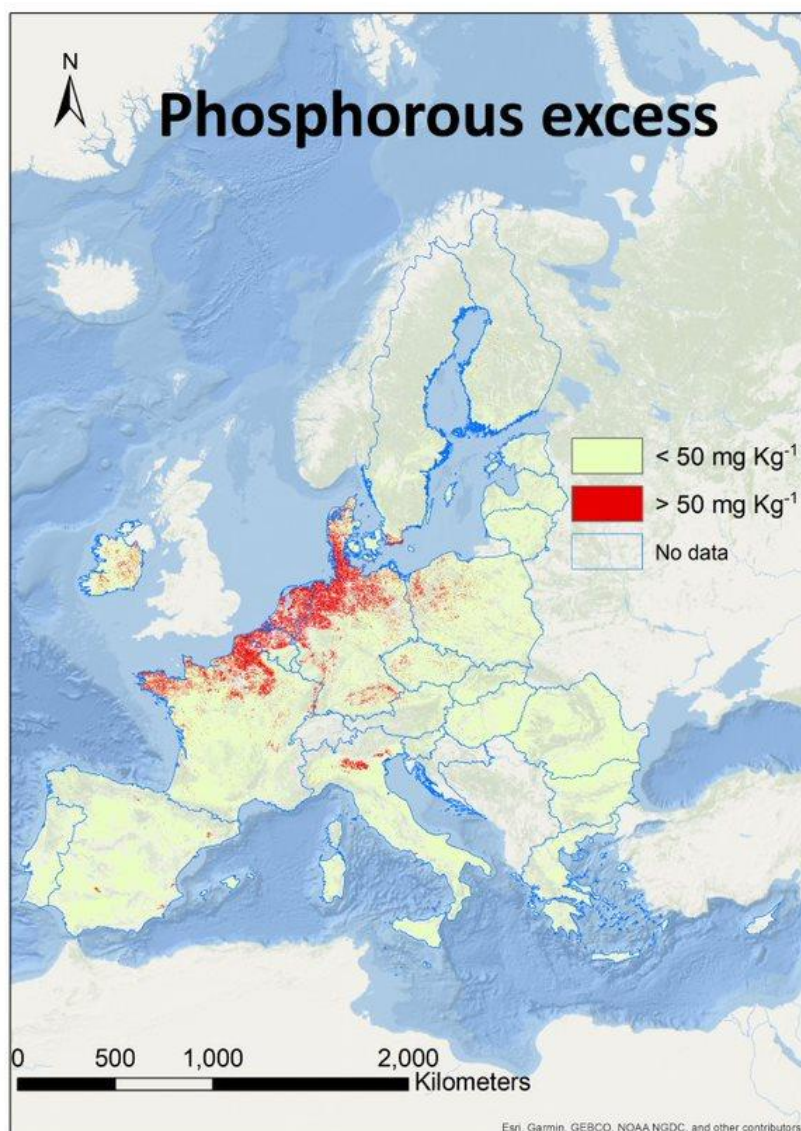 N
Phosphorous excess
< 50 mg Kg⁻¹
> 50 mg Kg⁻¹
No data
0 500 1,000 2,000
Kilometers
Esri, Garmin, GEBCO, NOAA NGDC, and other contributors